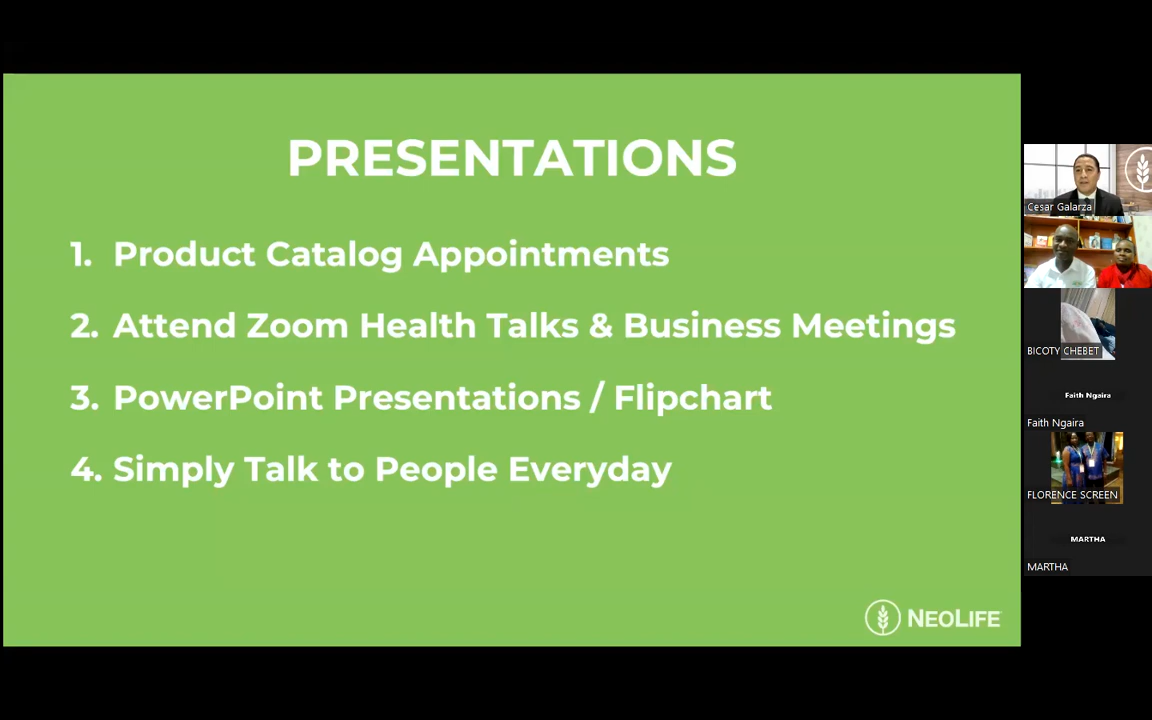 PRESENTATIONS
1. Product Catalog Appointments
2. Attend Zoom Health Talks & Business Meetings
3. PowerPoint Presentations / Flipchart
4. Simply Talk to People Everyday
NEOLIFE
Cesar Galarza
BICOTY CHEBET
Faith Ngaira
Faith Ngaira
FLORENCE SCREEN
MARTHA
MARTHA